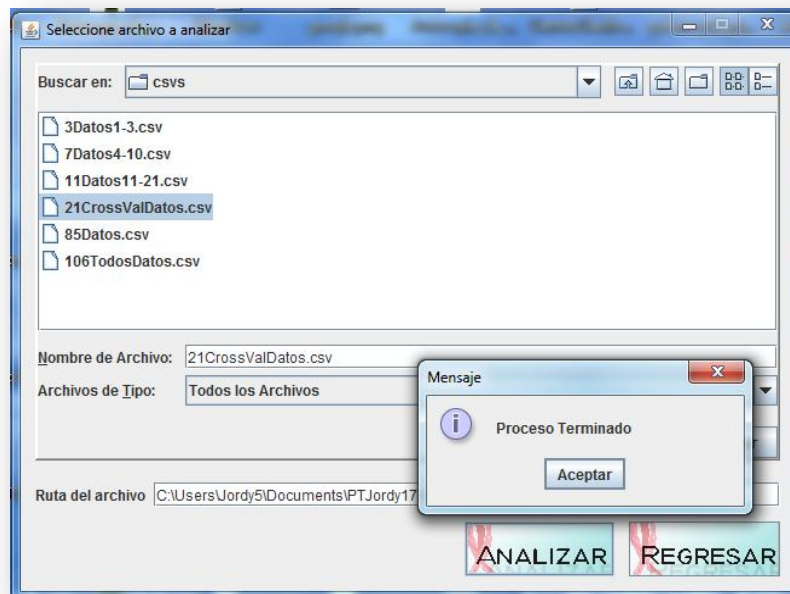 Seleccione archivo a analizar
Buscar en: csvs
3Datos1-3.csv
7Datos4-10.csv
11Datos11-21.csv
21CrossValDatos.csv
85Datos.csv
106TodosDatos.csv
Nombre de Archivo: 21CrossValDatos.csv
Archivos de Tipo: Todos los Archivos
Mensaje
Proceso Terminado
Aceptar
Ruta del archivo C:\Users\Jordy5\Documents\PTJordy17
ANALIZAR REGRESAR